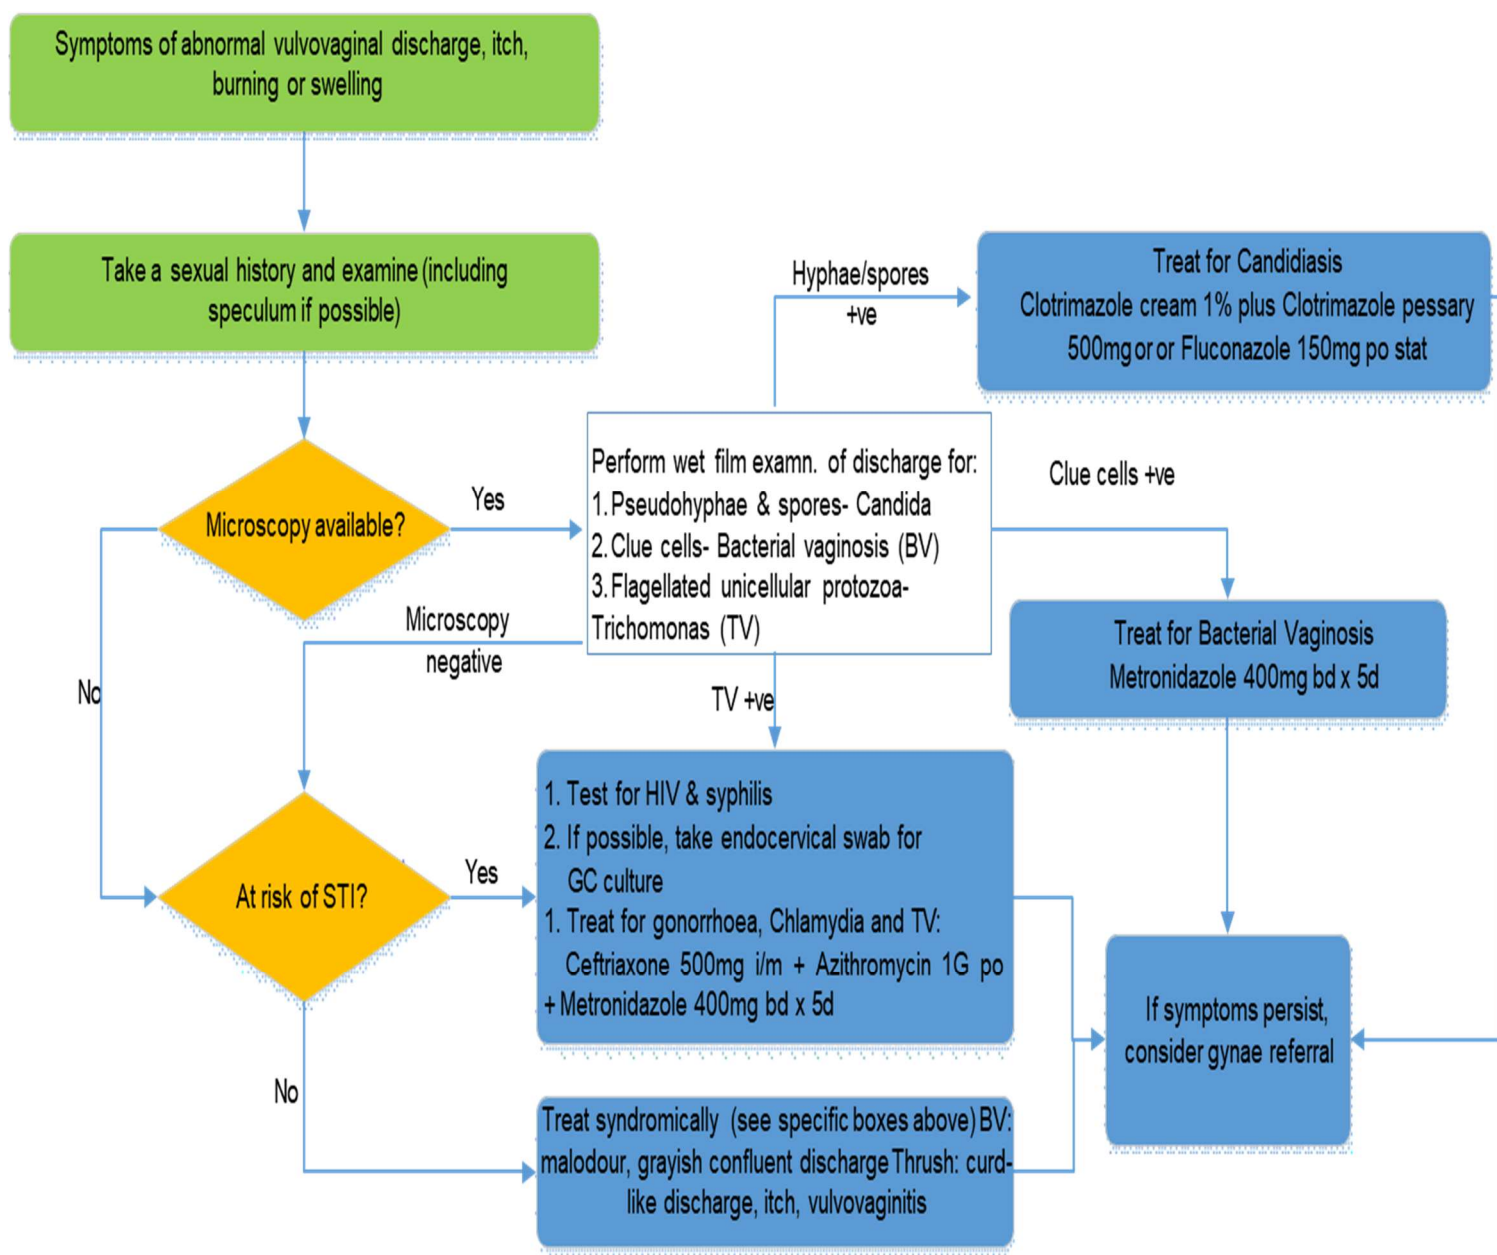 Symptoms of abnormal vulvovaginal discharge, itch,
burning or swelling
Take a sexual history and examine (including
speculum if possible)
Hyphae/spores
+ve
Treat for Candidiasis
Clotrimazole cream 1% plus Clotrimazole pessary
500mg or or Fluconazole 150mg po stat
Microscopy available?
Yes
Perform wet film examn. of discharge for:
1. Pseudohyphae & spores- Candida
2. Clue cells- Bacterial vaginosis (BV)
3. Flagellated unicellular protozoa-
Trichomonas (TV)
Clue cells +ve
Microscopy
negative
No
TV +ve
Treat for Bacterial Vaginosis
Metronidazole 400mg bd x 5d
At risk of STI?
Yes
1. Test for HIV & syphilis
2. If possible, take endocervical swab for
GC culture
1. Treat for gonorrhoea, Chlamydia and TV:
Ceftriaxone 500mg i/m + Azithromycin 1G po
+ Metronidazole 400mg bd x 5d
If symptoms persist,
consider gynae referral
No
Treat syndromically (see specific boxes above) BV:
malodour, grayish confluent discharge Thrush: curd-
like discharge, itch, vulvovaginitis